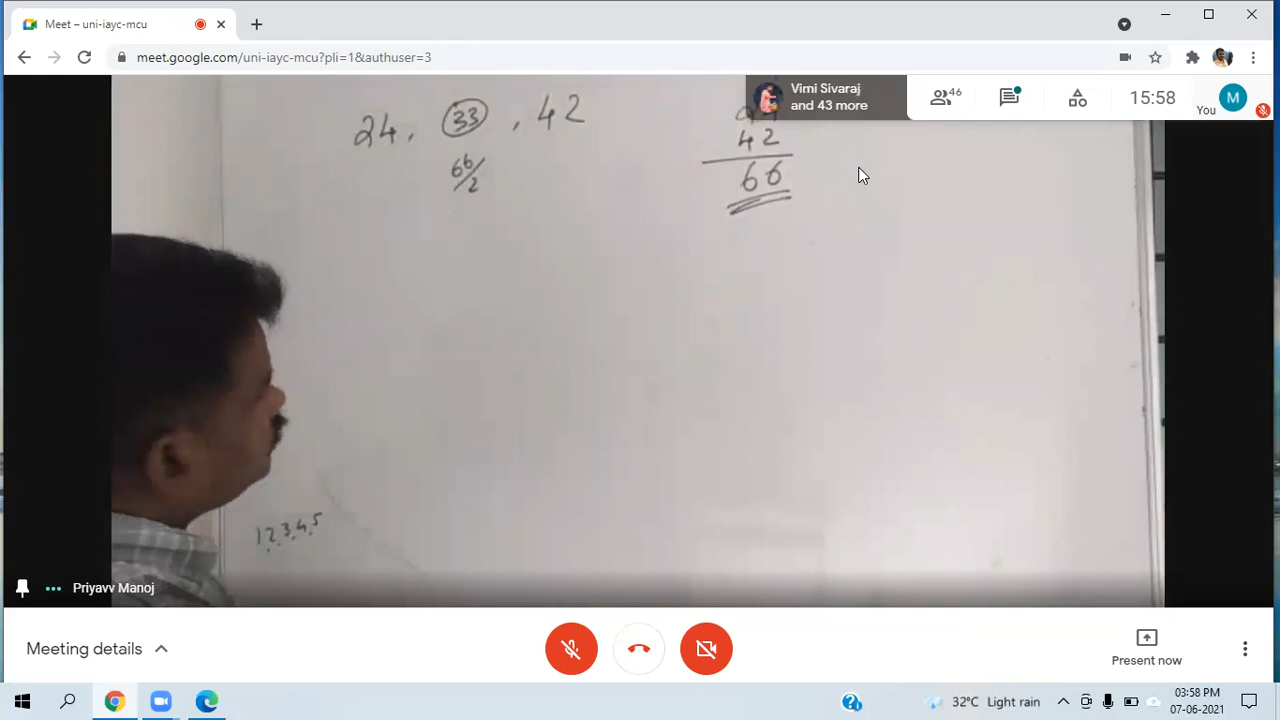 Meet – uni-iayc-mcu
meet.google.com/uni-iayc-mcu?pli=1&authuser=3
Vimi Sivaraj
and 43 more
46
15:58
You
M
24, 33, 42
66/2
42
66
1 2, 3, 4, 5
Priyavv Manoj
Meeting details
Present now
32°C Light rain
03:58 PM
07-06-2021